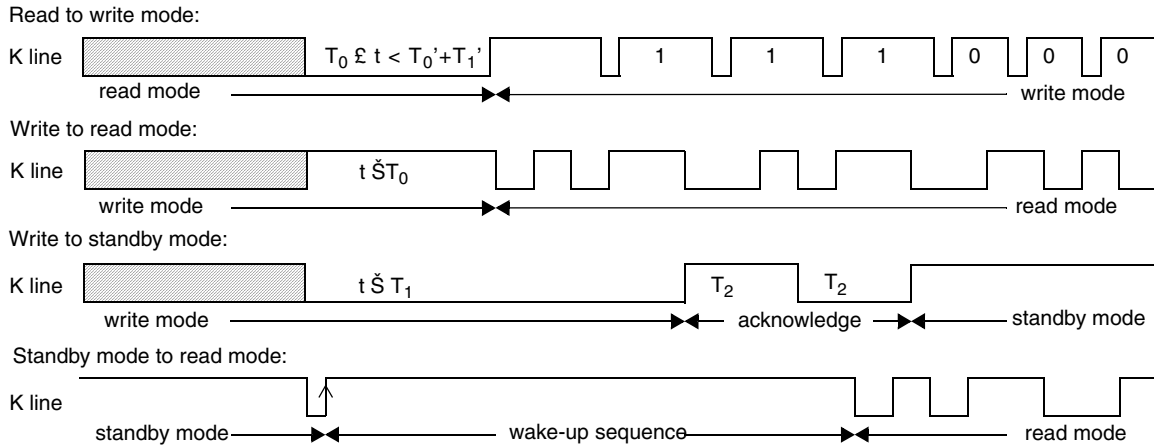 Read to write mode:
K line T₀ £ t < T₀’+T₁’ 1 1 1 0 0 0
read mode write mode
Write to read mode:
K line t ŠT₀
write mode read mode
Write to standby mode:
K line t Š T₁ T₂ T₂
write mode acknowledge standby mode
Standby mode to read mode:
K line
standby mode wake-up sequence read mode